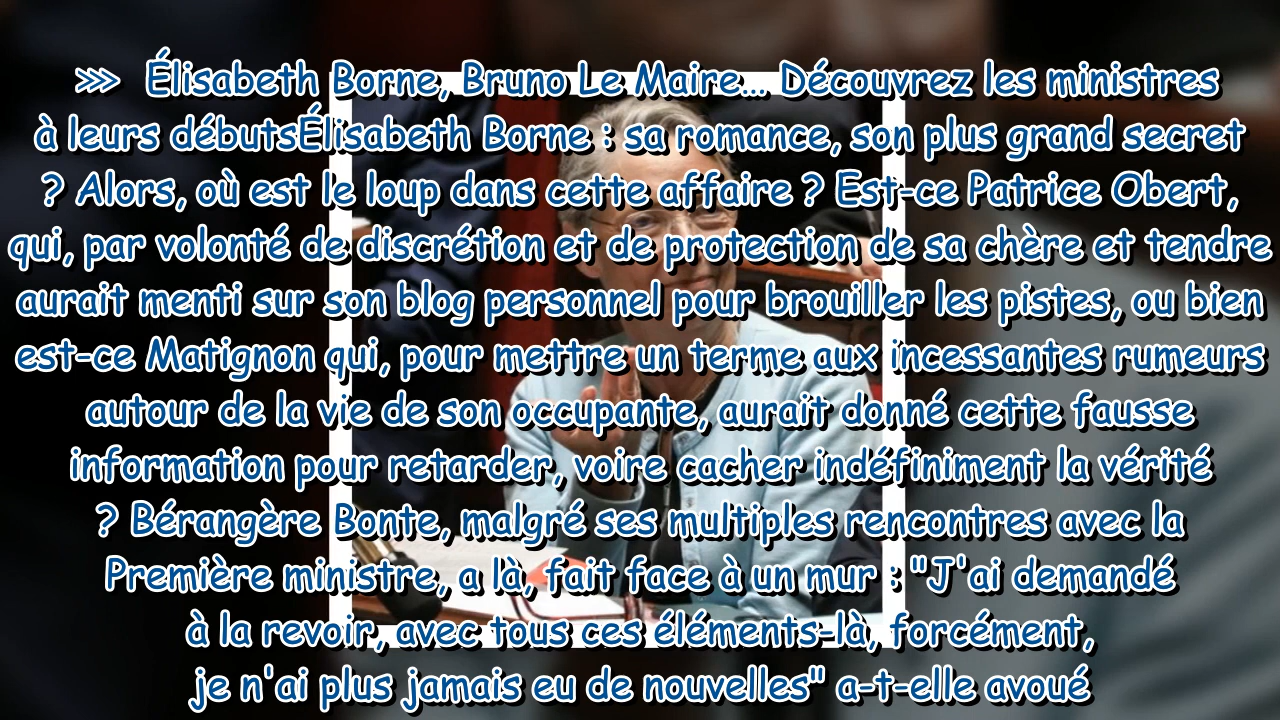 >>> Élisabeth Borne, Bruno Le Maire... Découvrez les ministres
à leurs débutsÉlisabeth Borne : sa romance, son plus grand secret
? Alors, où est le loup dans cette affaire ? Est-ce Patrice Obert,
qui, par volonté de discrétion et de protection de sa chère et tendre
aurait menti sur son blog personnel pour brouiller les pistes, ou bien
est-ce Matignon qui, pour mettre un terme aux incessantes rumeurs
autour de la vie de son occupante, aurait donné cette fausse
information pour retarder, voire cacher indéfiniment la vérité
? Bérangère Bonte, malgré ses multiples rencontres avec la
Première ministre, a là, fait face à un mur : "J'ai demandé
à la revoir, avec tous ces éléments-là, forcément,
je n'ai plus jamais eu de nouvelles" a-t-elle avoué